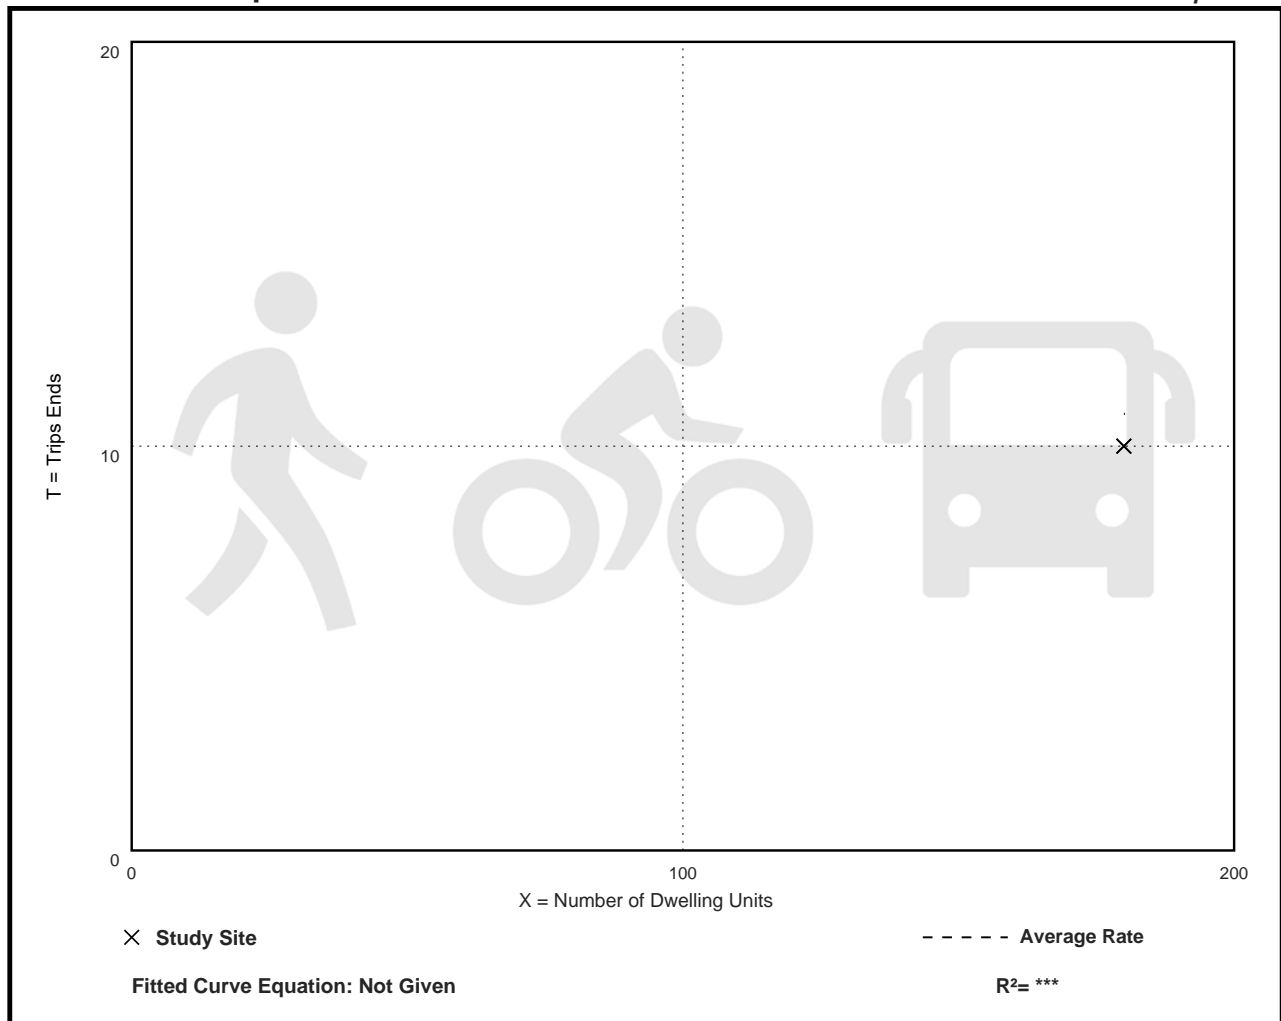 20
T = Trips Ends
10
0
0 100 200
X = Number of Dwelling Units
Study Site
Average Rate
Fitted Curve Equation: Not Given
R²= ***